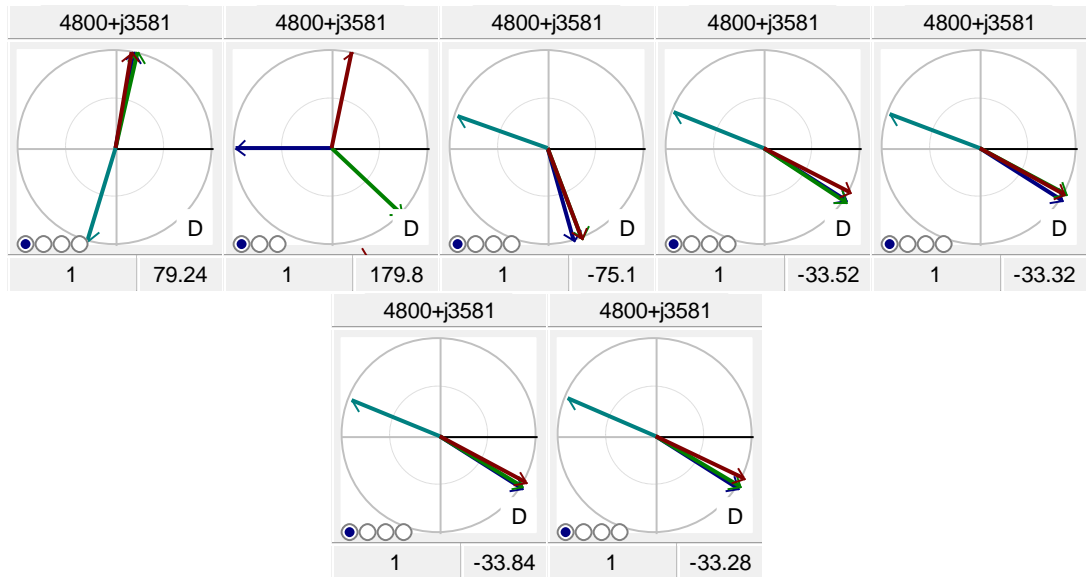 4800+j3581 4800+j3581 4800+j3581 4800+j3581 4800+j3581
D D D D D
1 79.24 1 179.8 1 -75.1 1 -33.52 1 -33.32
4800+j3581 4800+j3581
D D
1 -33.84 1 -33.28